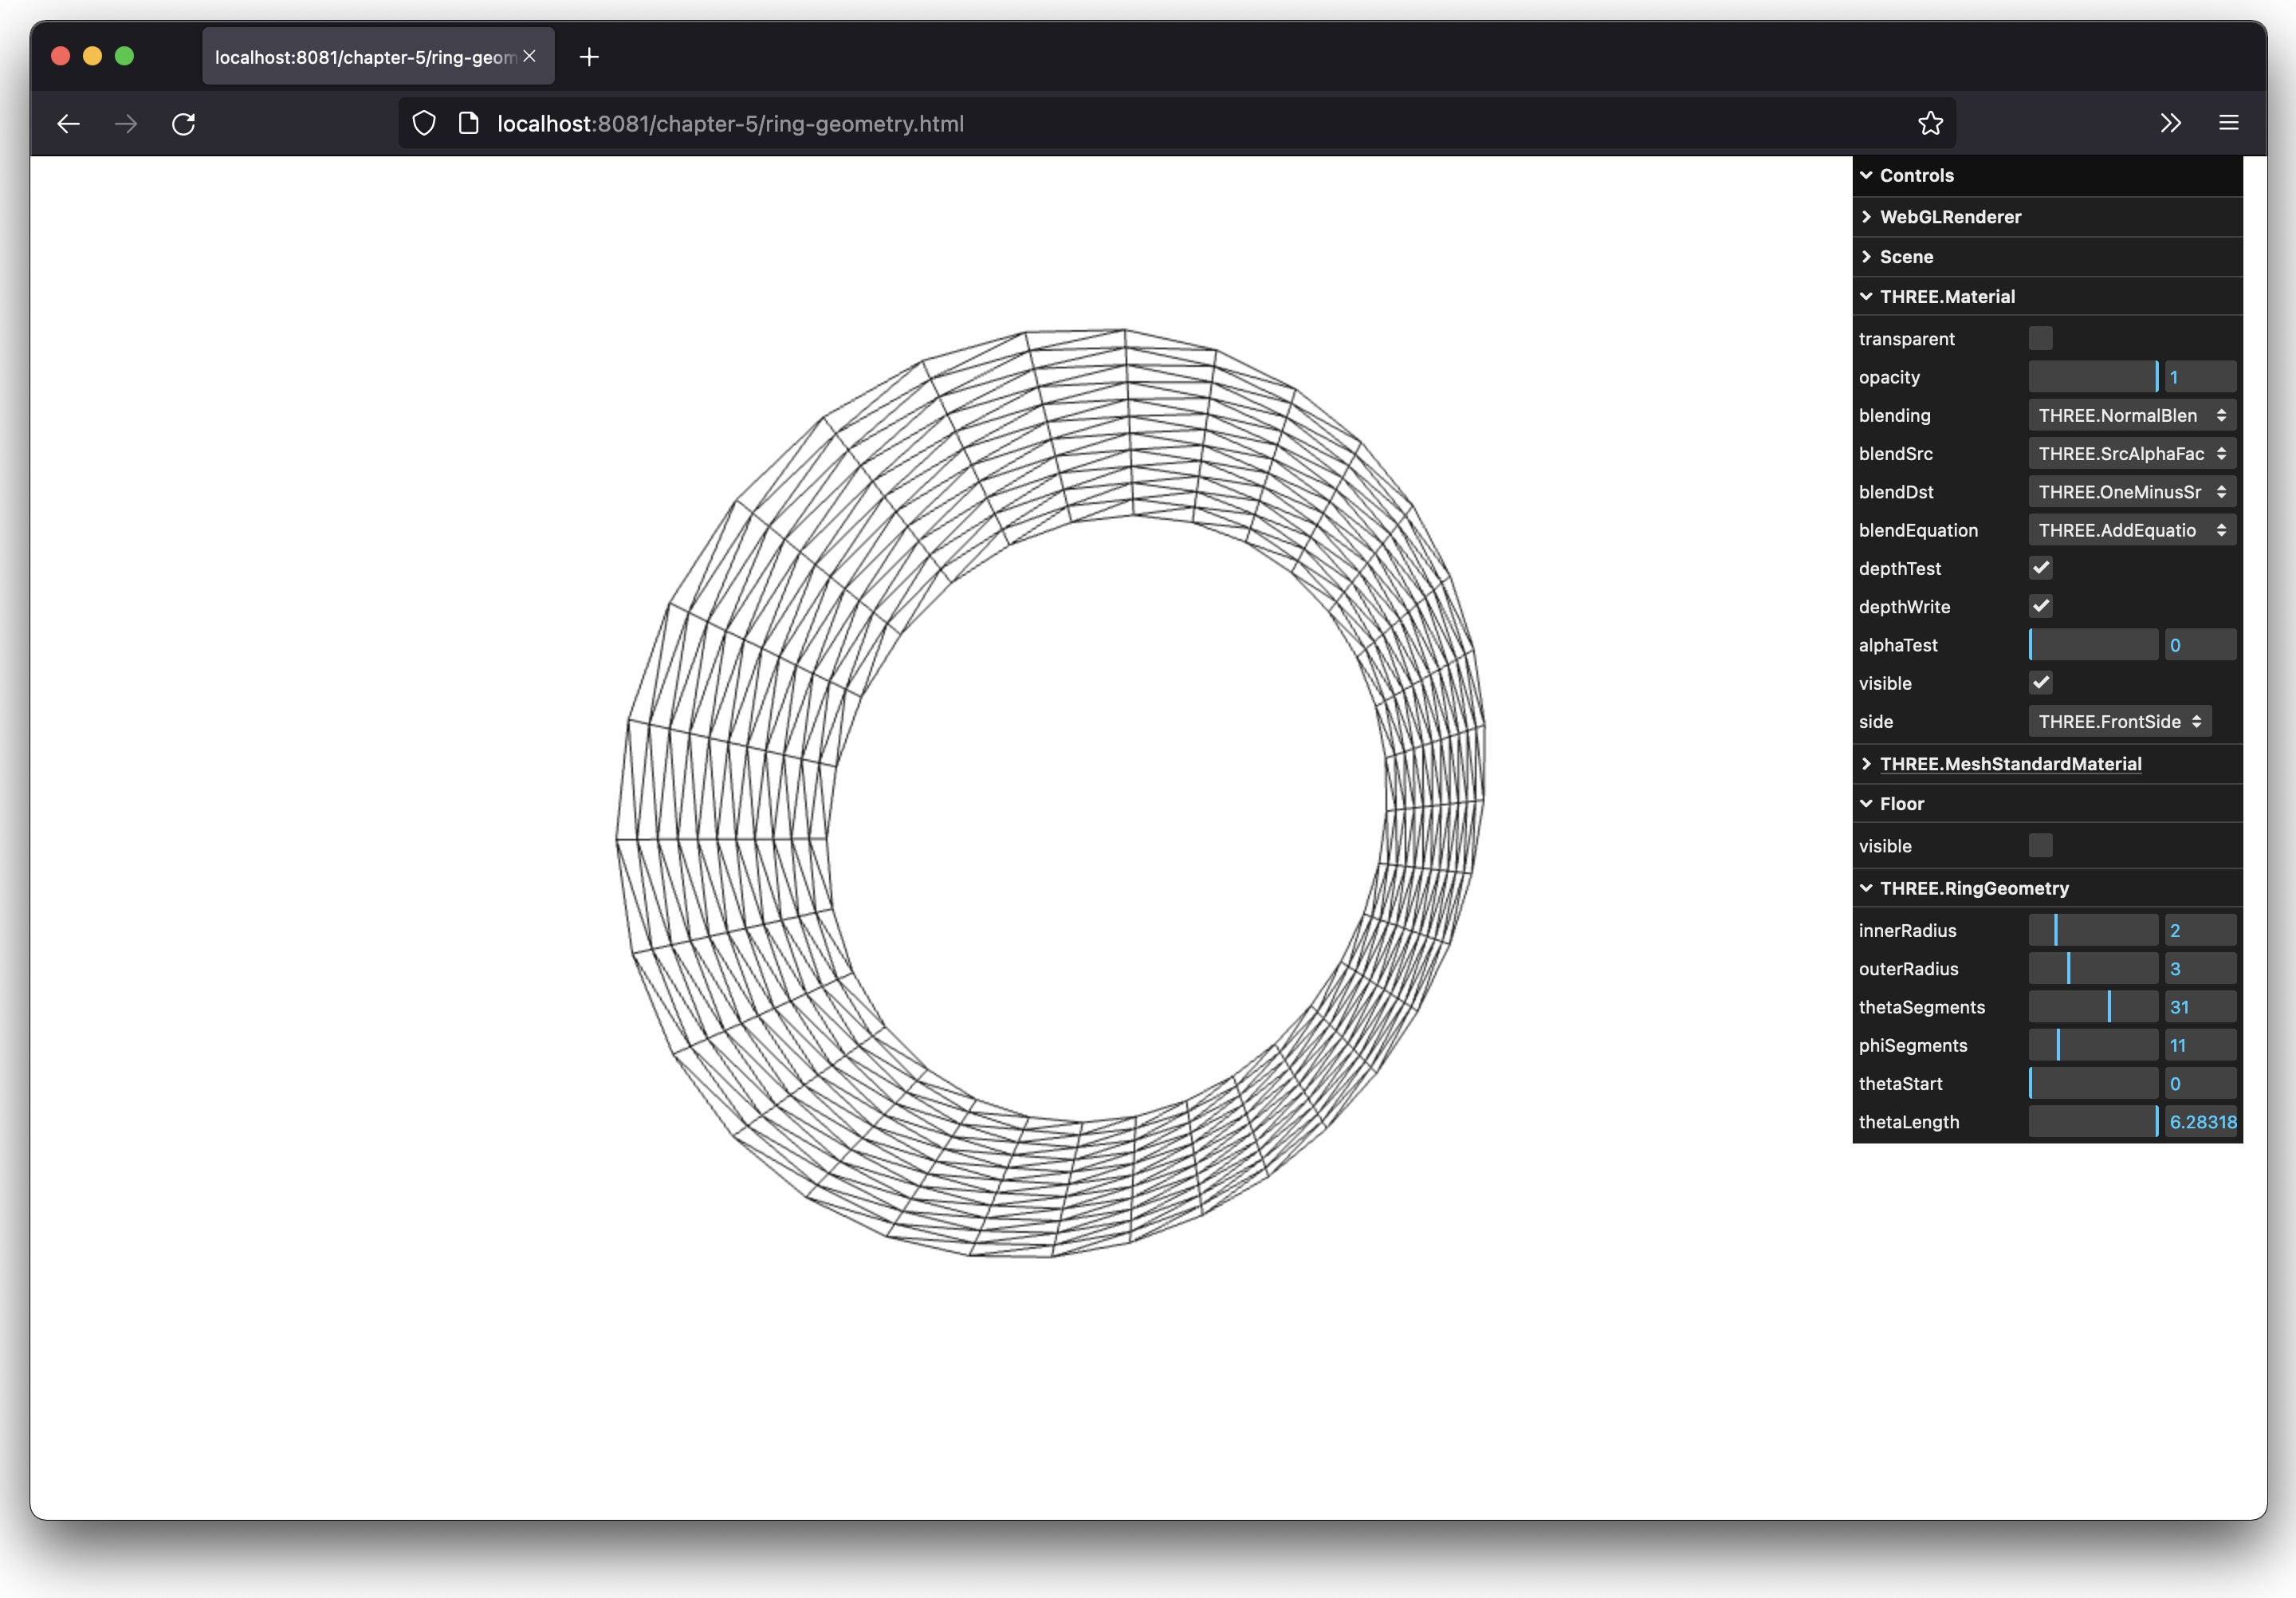 localhost:8081/chapter-5/ring-geom
localhost:8081/chapter-5/ring-geometry.html
Controls
WebGLRenderer
Scene
THREE.Material
transparent
opacity 1
blending THREE.NormalBlen
blendSrc THREE.SrcAlphaFac
blendDst THREE.OneMinusSr
blendEquation THREE.AddEquatio
depthTest
depthWrite
alphaTest 0
visible
side THREE.FrontSide
THREE.MeshStandardMaterial
Floor
visible
THREE.RingGeometry
innerRadius 2
outerRadius 3
thetaSegments 31
phiSegments 11
thetaStart 0
thetaLength 6.28318